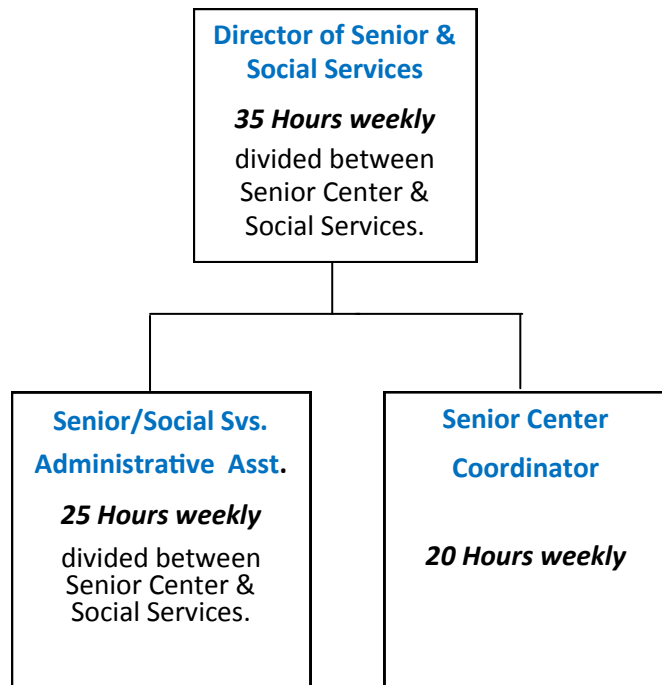 Director of Senior &
Social Services
35 Hours weekly
divided between
Senior Center &
Social Services.
Senior/Social Svs.
Administrative Asst.
25 Hours weekly
divided between
Senior Center &
Social Services.
Senior Center
Coordinator
20 Hours weekly